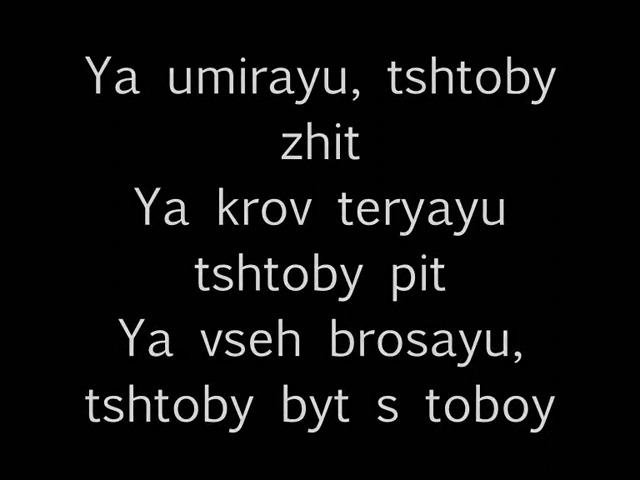 Ya umirayu, tshtoby
zhit
Ya krov teryayu
tshtoby pit
Ya vseh brosayu,
tshtoby byt s toboy